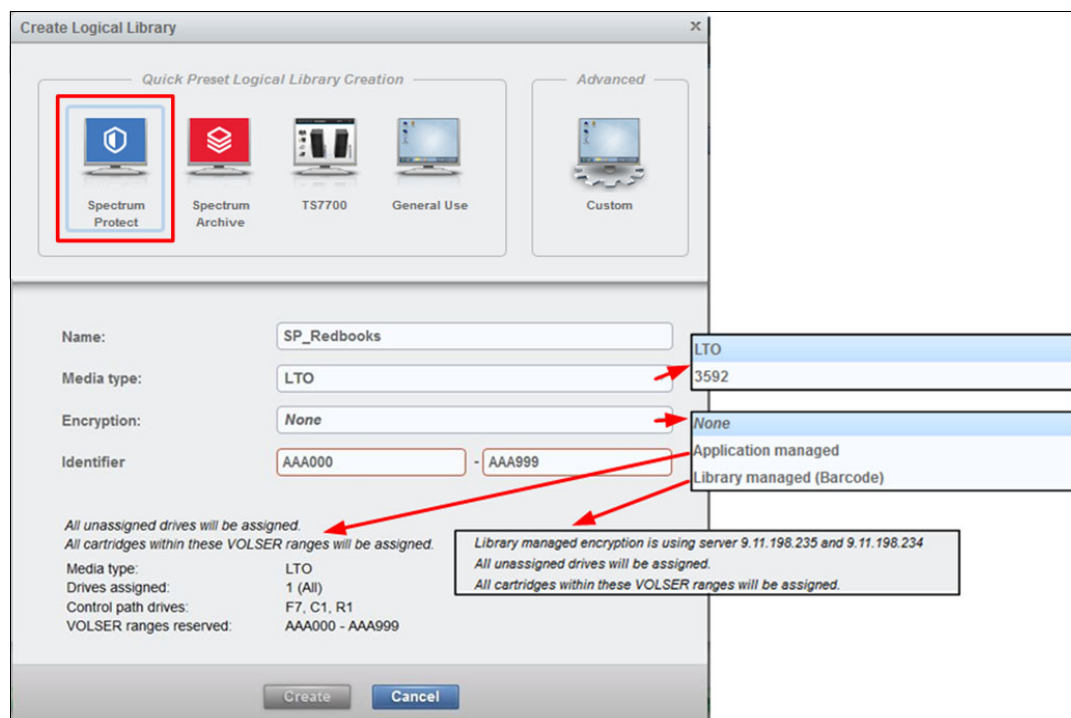 Create Logical Library x
Quick Preset Logical Library Creation
Advanced
Spectrum Protect
Spectrum Archive
TS7700
General Use
Custom
Name: SP_Redbooks
Media type: LTO
Encryption: None
Identifier AAA000 - AAA999
LTO
3592
None
Application managed
Library managed (Barcode)
All unassigned drives will be assigned.
All cartridges within these VOLSER ranges will be assigned.
Media type: LTO
Drives assigned: 1 (All)
Control path drives: F7, C1, R1
VOLSER ranges reserved: AAA000 - AAA999
Library managed encryption is using server 9.11.198.235 and 9.11.198.234
All unassigned drives will be assigned.
All cartridges within these VOLSER ranges will be assigned.
Create
Cancel